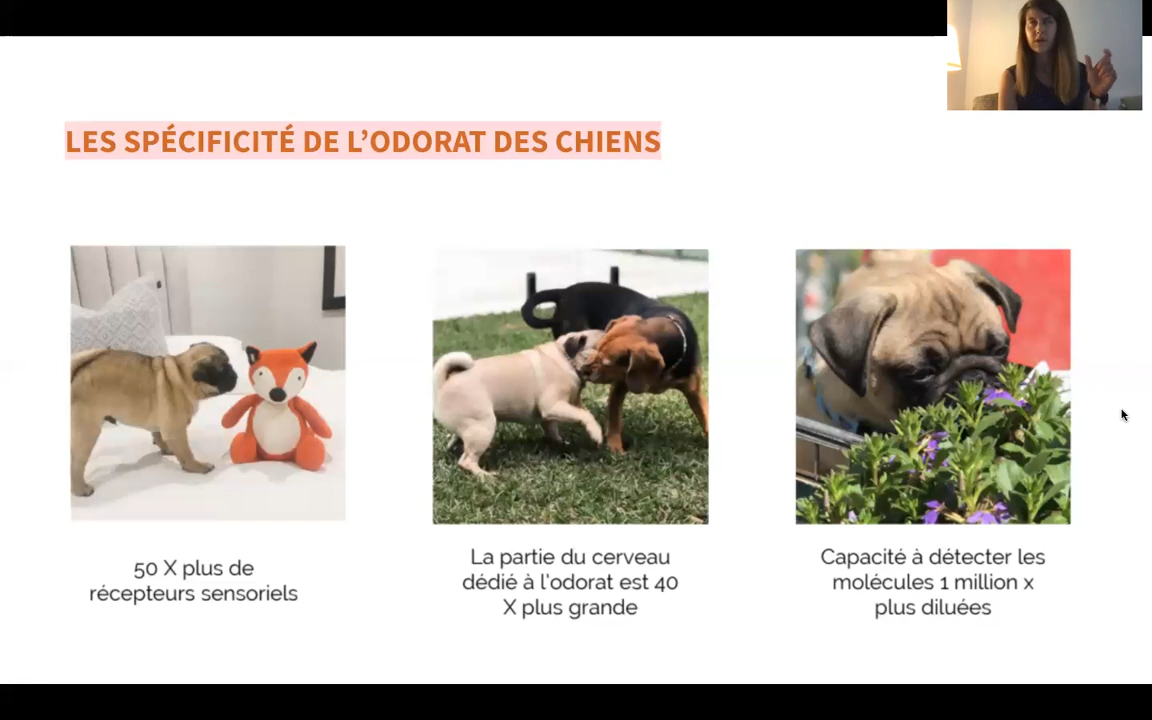 LES SPÉCIFICITÉ DE L'ODORAT DES CHIENS
50 X plus de
récepteurs sensoriels
La partie du cerveau
dédié à l'odorat est 40
X plus grande
Capacité à détecter les
molécules 1 million x
plus diluées